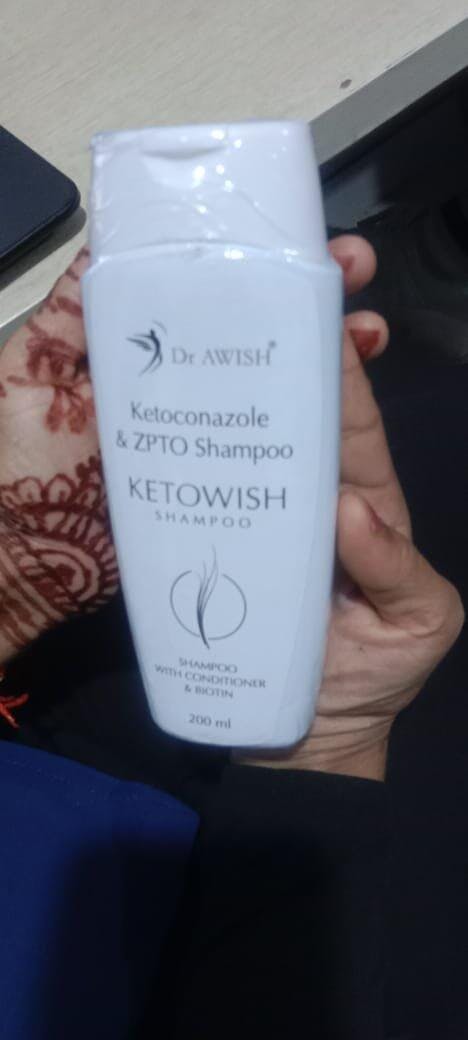 Dr AWISH®
Ketoconazole
& ZPTO Shampoo
KETOWISH
SHAMPOO
SHAMPOO
WITH CONDITIONER
& BIOTIN
200 ml